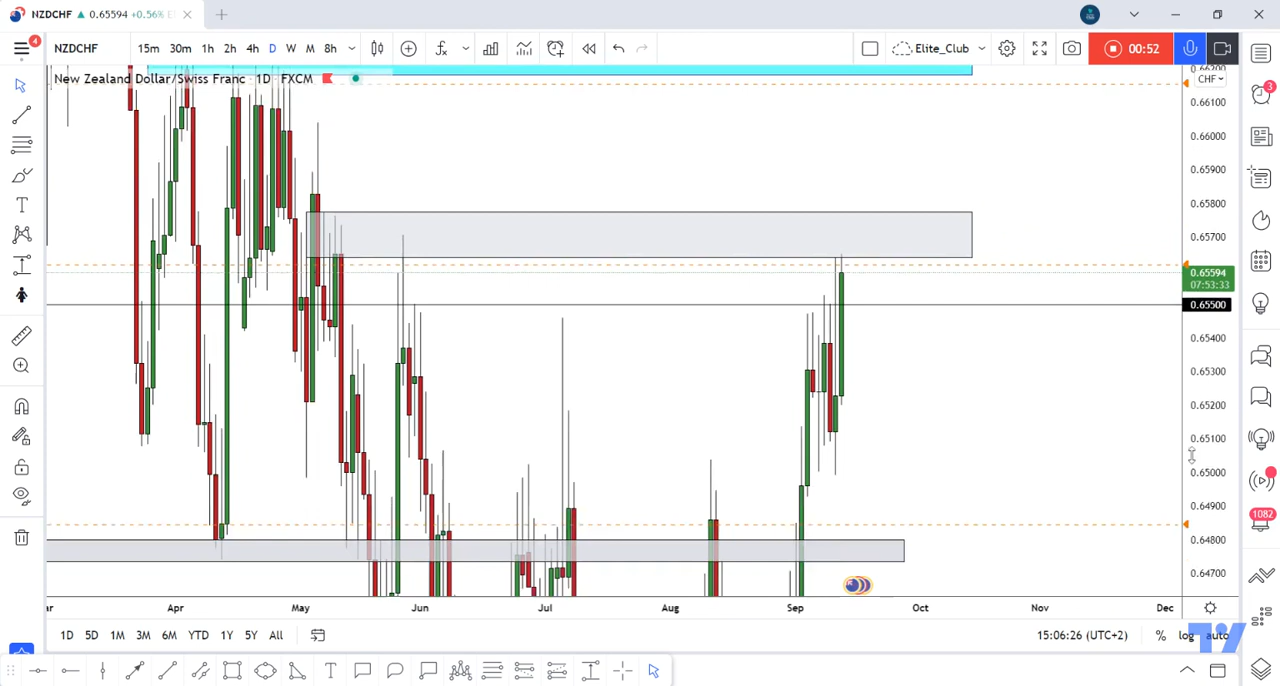 NZDCHF ▲ 0.65594 +0.56%
NZDCHF 15m 30m 1h 2h 4h D W M 8h Elite_Club 00:52
4
New Zealand Dollar/Swiss Franc · 1D · FXCM
CHF
0.66200
0.66100
0.66000
0.65900
0.65800
0.65700
0.65594
07:53:33
0.65500
0.65400
0.65300
0.65200
0.65100
0.65000
0.64900
0.64800
0.64700
3
1082
Apr May Jun Jul Aug Sep Oct Nov Dec
1D 5D 1M 3M 6M YTD 1Y 5Y All 15:06:26 (UTC+2) % log auto
T
T